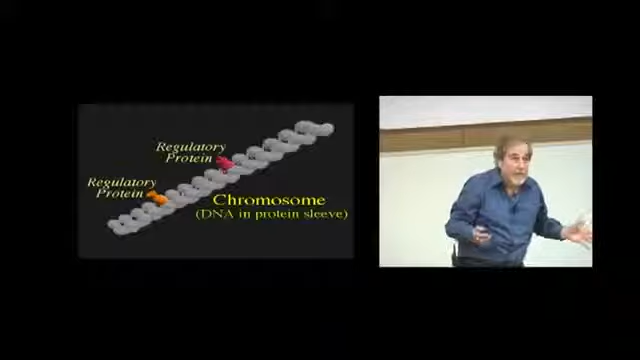 Regulatory
Protein
Regulatory
Protein
Chromosome
(DNA in protein sleeve)